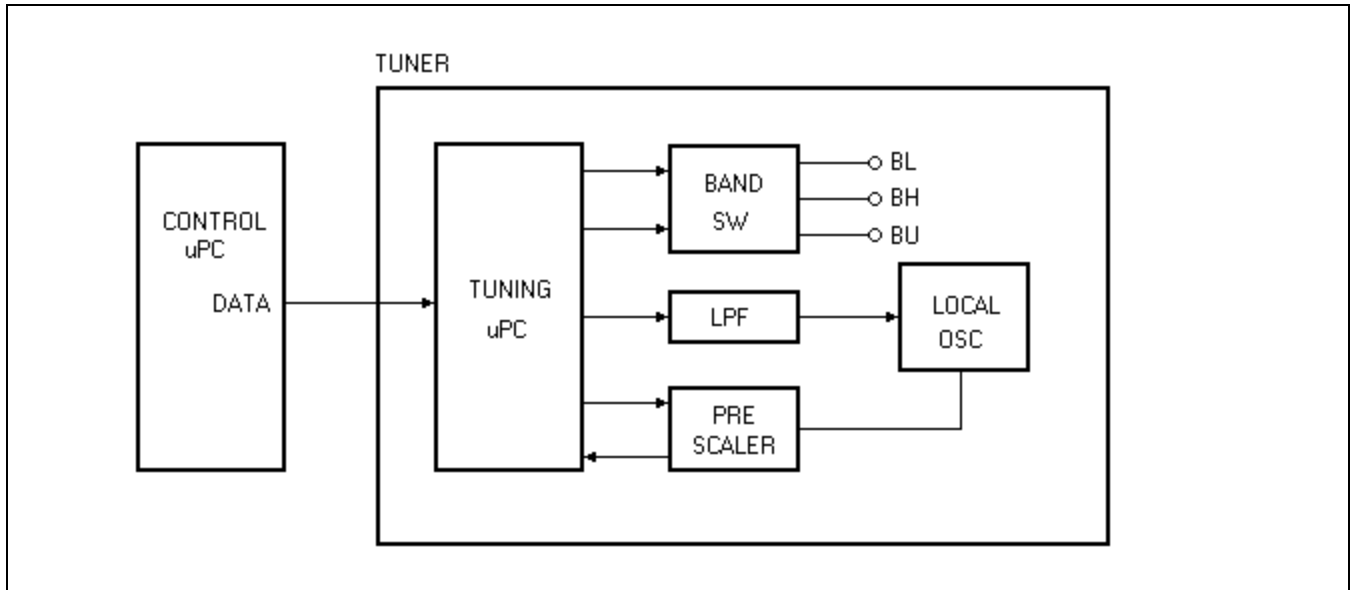 TUNER
CONTROL
uPC
DATA
TUNING
uPC
BAND
SW
BL
BH
BU
LPF
LOCAL
OSC
PRE
SCALER